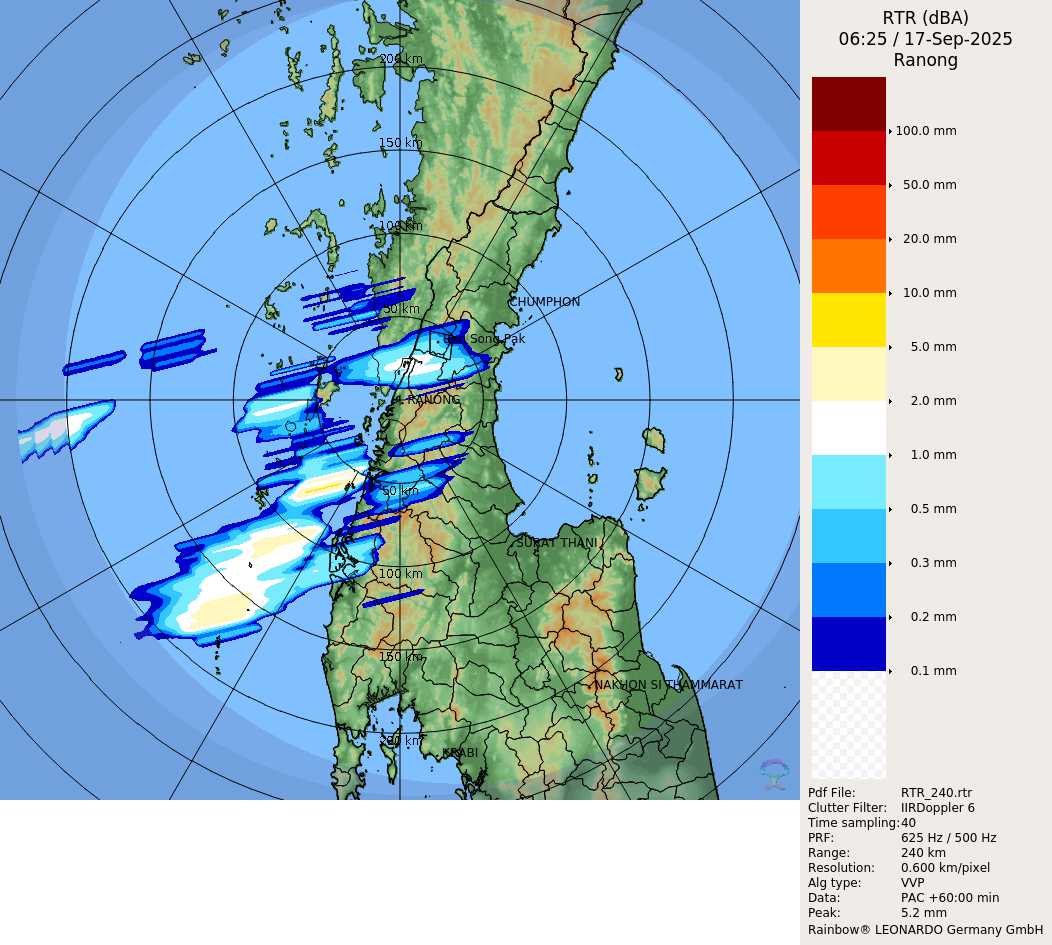 RTR (dBA)
06:25 / 17-Sep-2025
Ranong
100.0 mm
50.0 mm
20.0 mm
10.0 mm
5.0 mm
2.0 mm
1.0 mm
0.5 mm
0.3 mm
0.2 mm
0.1 mm
Pdf File: RTR_240.rtr
Clutter Filter: IIRDoppler 6
Time sampling: 40
PRF: 625 Hz / 500 Hz
Range: 240 km
Resolution: 0.600 km/pixel
Alg type: VVP
Data: PAC +60:00 min
Peak: 5.2 mm
Rainbow® LEONARDO Germany GmbH
200 km
150 km
100 km
CHUMPHON
50 km
Song Pak
RANONG
50 km
SURAT THANI
100 km
150 km
NAKHON SI THAMMARAT
200 km
KRABI